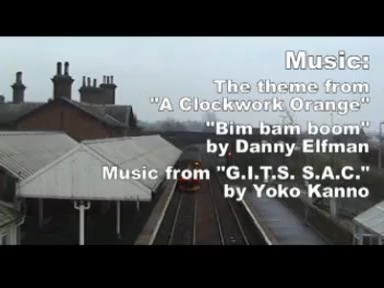 Music:
The theme from
"A Clockwork Orange"
"Bim bam boom"
by Danny Elfman
Music from "G.I.T.S. S.A.C."
by Yoko Kanno